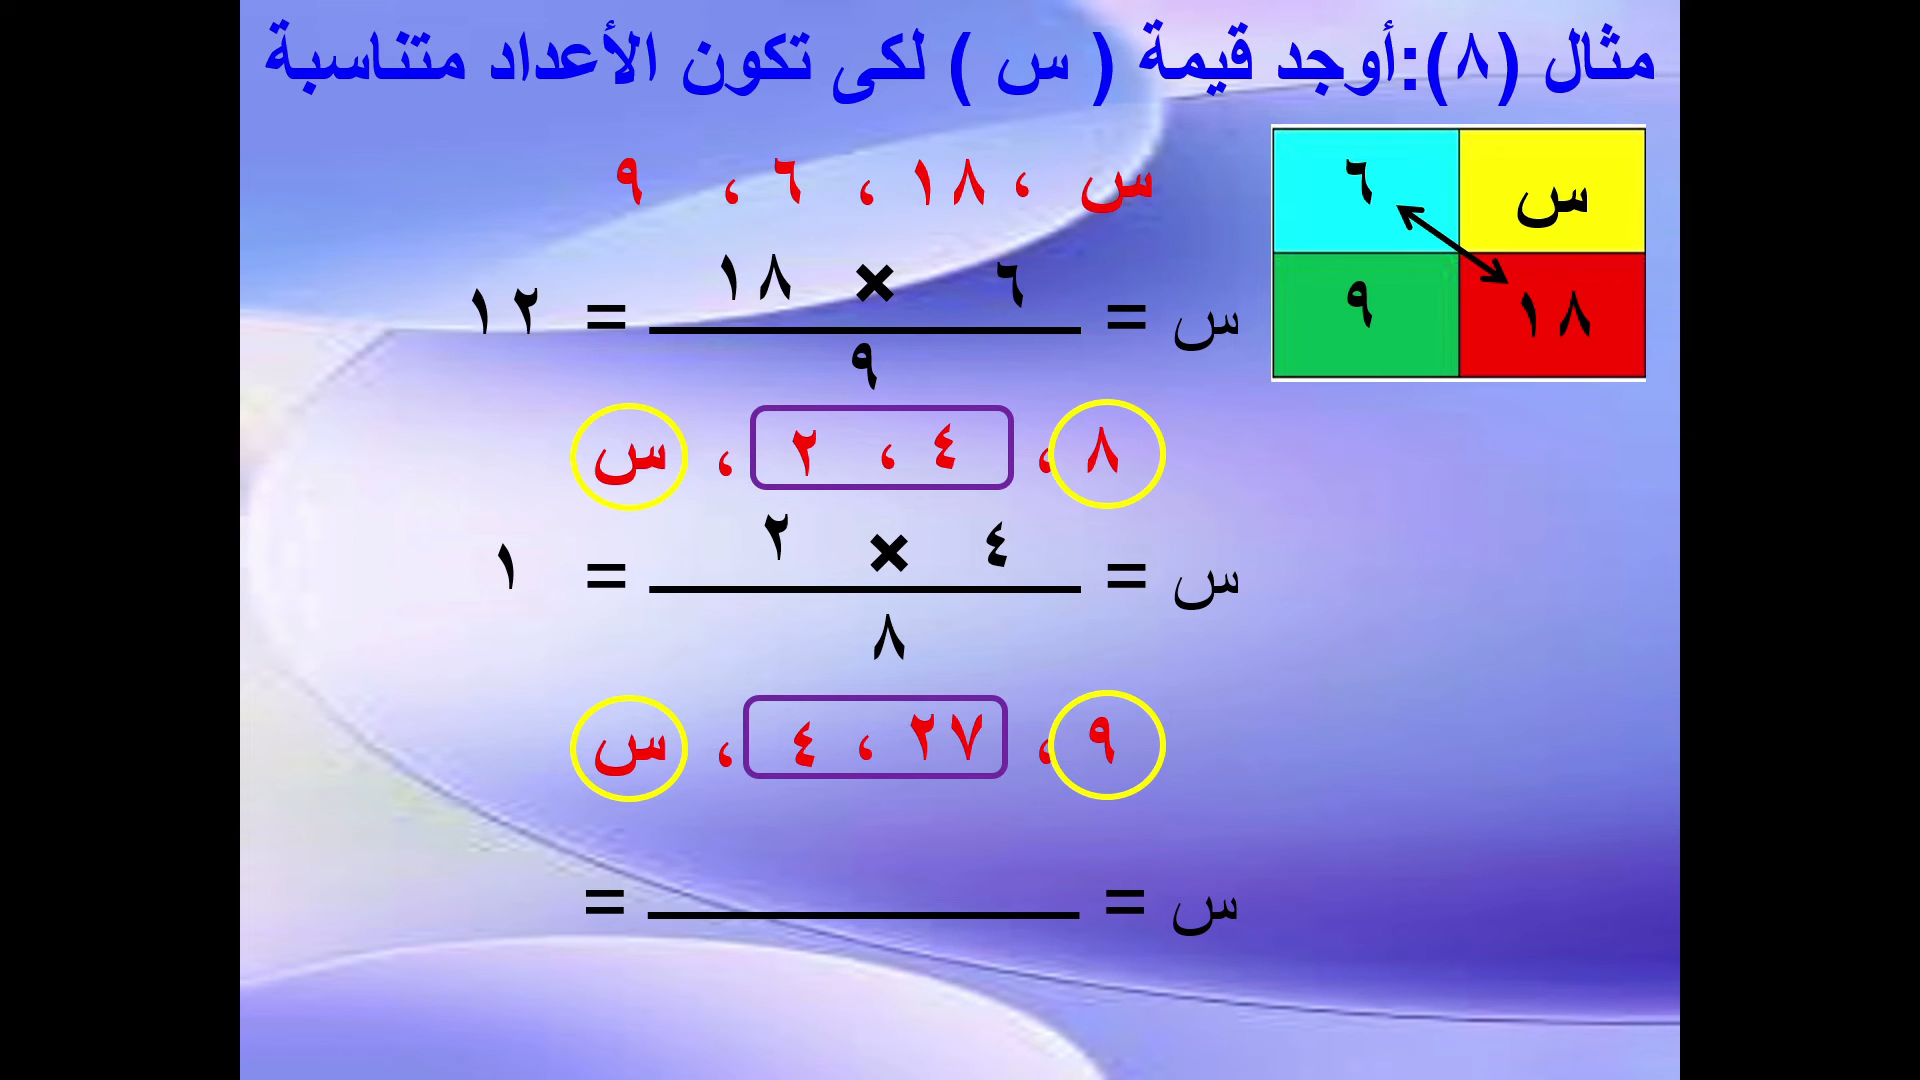 مثال (٨):أوجد قيمة ( س ) لكى تكون الأعداد متناسبة
س ، ١٨ ، ٦ ، ٩
س ٦
١٨ ٩
س = ٦ × ١٨ = ١٢
٩
٨ ، ٤ ، ٢ ، س
س = ٤ × ٢ = ١
٨
٩ ، ٢٧ ، ٤ ، س
س = =